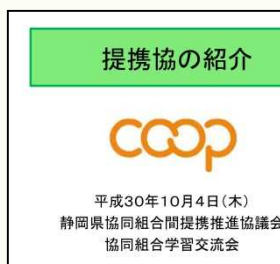 提携協の紹介
coop
平成30年10月4日(木)
静岡県協同組合間提携推進協議会
協同組合学習交流会